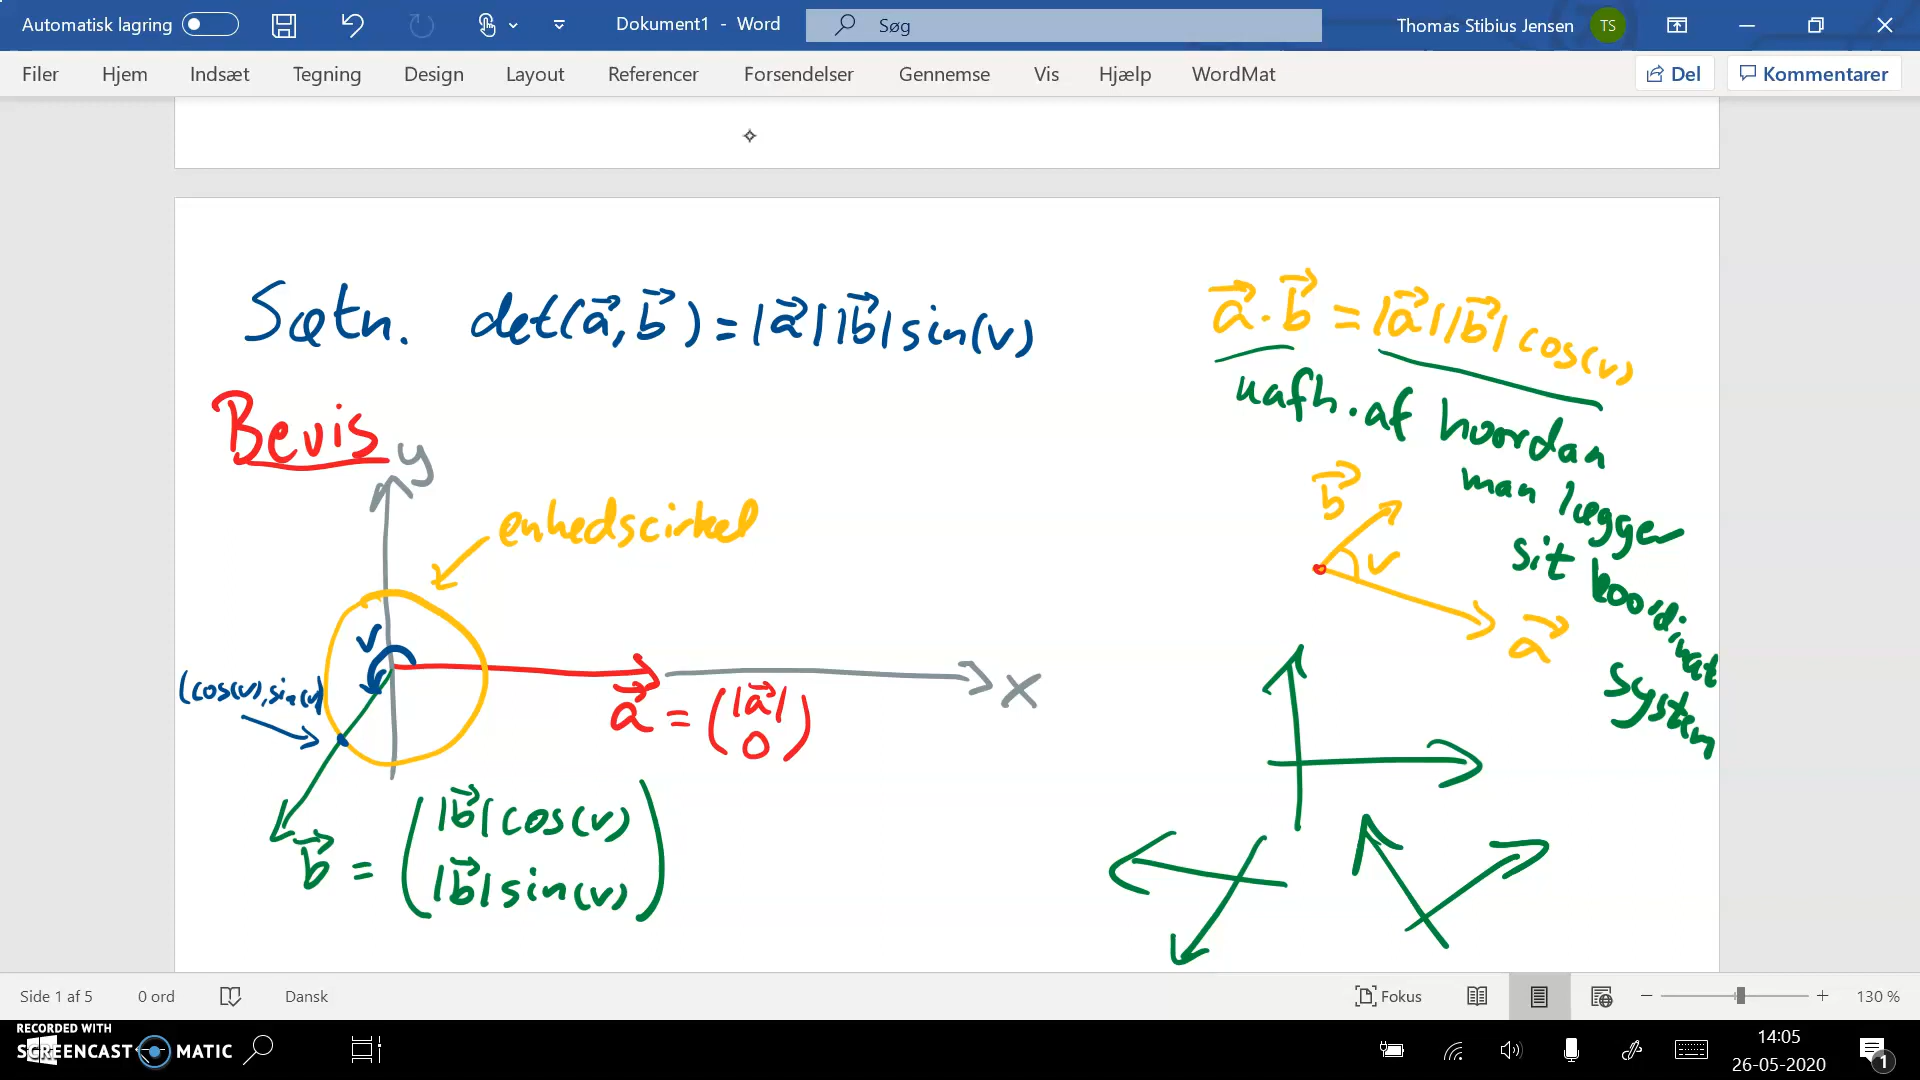 Automatisk lagring
Dokument1 - Word
Søg
Thomas Stibius Jensen
TS
Filer Hjem Indsæt Tegning Design Layout Referencer Forsendelser Gennemse Vis Hjælp WordMat
Del
Kommentarer
Sætn. det(a⃗, b⃗) = |a⃗| |b⃗| sin(v)
Bevis
y
enhedscirkel
v
(cos(v), sin(v))
x
a⃗ = (|a⃗| 0)
b⃗ = (|b⃗| cos(v)
|b⃗| sin(v))
a⃗ · b⃗ = |a⃗| |b⃗| cos(v)
uafh. af hvordan
man lægger
sit koordinat
system
b⃗
v
a⃗
Side 1 af 5
0 ord
Dansk
Fokus
130 %
RECORDED WITH
SCREENCAST MATIC
14:05
26-05-2020
1